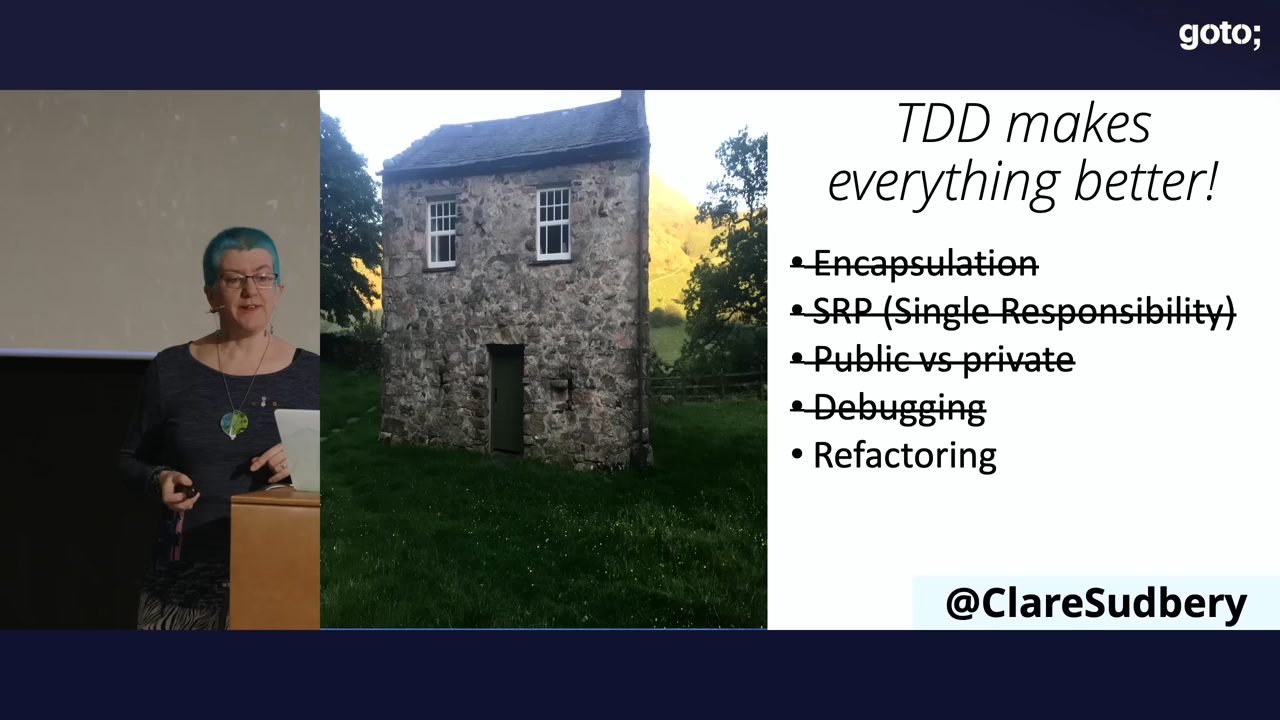 goto;
TDD makes
everything better!
• Encapsulation
• SRP (Single Responsibility)
• Public vs private
• Debugging
• Refactoring
@ClareSudbery